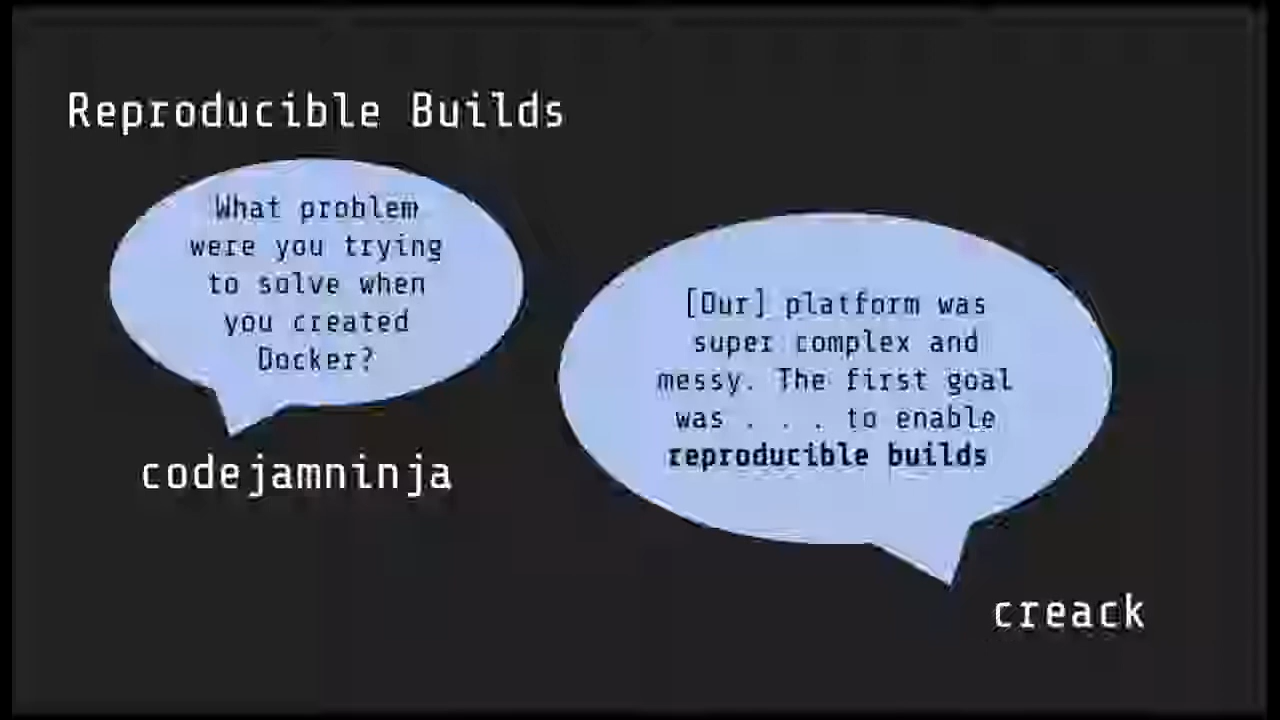 Reproducible Builds
What problem
were you trying
to solve when
you created
Docker?
codejamninja
[Our] platform was
super complex and
messy. The first goal
was . . . to enable
reproducible builds
creack